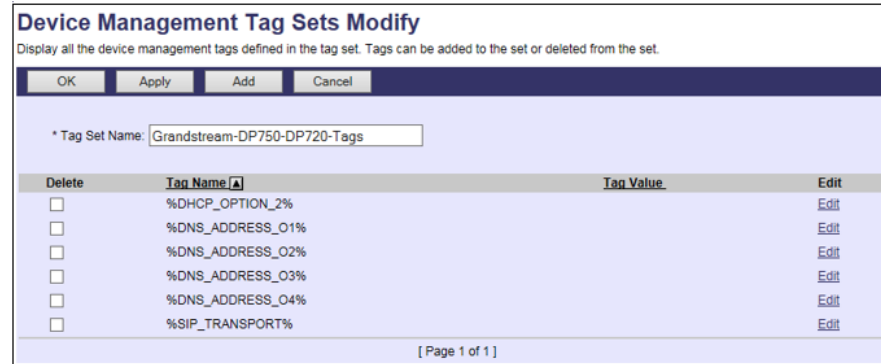 Device Management Tag Sets Modify
Display all the device management tags defined in the tag set. Tags can be added to the set or deleted from the set.
OK Apply Add Cancel
* Tag Set Name: Grandstream-DP750-DP720-Tags
Delete Tag Name Tag Value Edit
%DHCP_OPTION_2% Edit
%DNS_ADDRESS_O1% Edit
%DNS_ADDRESS_O2% Edit
%DNS_ADDRESS_O3% Edit
%DNS_ADDRESS_O4% Edit
%SIP_TRANSPORT% Edit
[ Page 1 of 1 ]